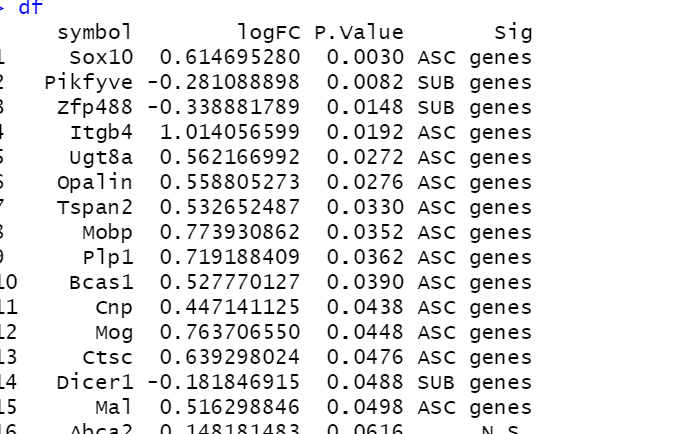 > df
symbol logFC P.Value Sig
1 Sox10 0.614695280 0.0030 ASC genes
2 Pikfyve -0.281088898 0.0082 SUB genes
3 Zfp488 -0.338881789 0.0148 SUB genes
4 Itgb4 1.014056599 0.0192 ASC genes
5 Ugt8a 0.562166992 0.0272 ASC genes
6 Opalin 0.558805273 0.0276 ASC genes
7 Tspan2 0.532652487 0.0330 ASC genes
8 Mobp 0.773930862 0.0352 ASC genes
9 Plp1 0.719188409 0.0362 ASC genes
10 Bcas1 0.527770127 0.0390 ASC genes
11 Cnp 0.447141125 0.0438 ASC genes
12 Mog 0.763706550 0.0448 ASC genes
13 Ctsc 0.639298024 0.0476 ASC genes
14 Dicer1 -0.181846915 0.0488 SUB genes
15 Mal 0.516298846 0.0498 ASC genes
16 Abca2 0.148181483 0.0616 N.S.